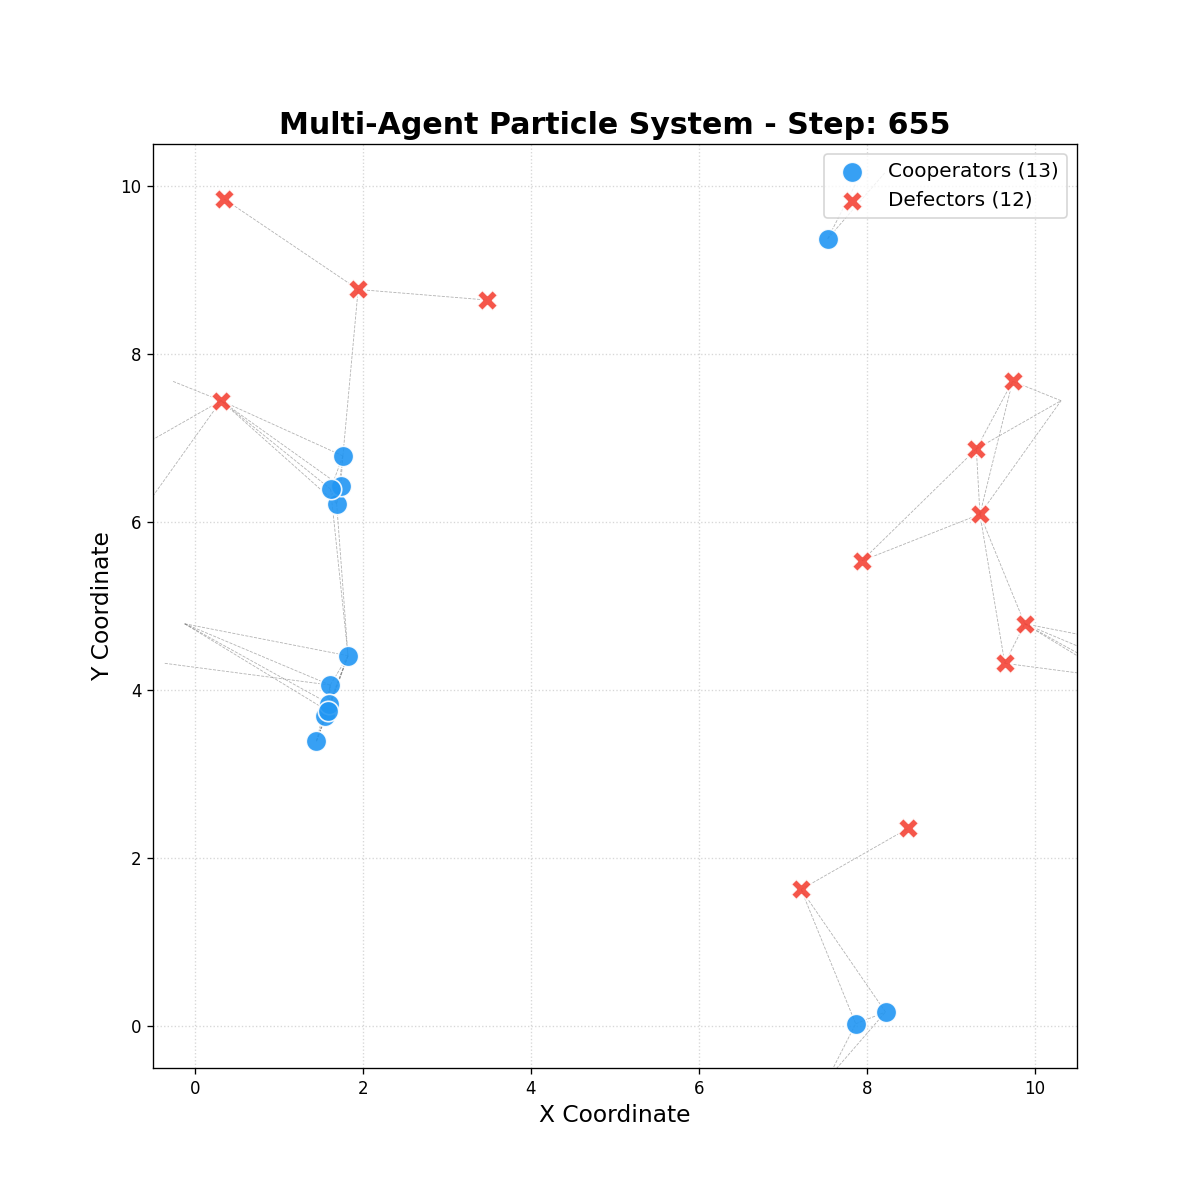 Multi-Agent Particle System - Step: 655
Cooperators (13)
Defectors (12)
10
8
6
4
2
0
Y Coordinate
0 2 4 6 8 10
X Coordinate